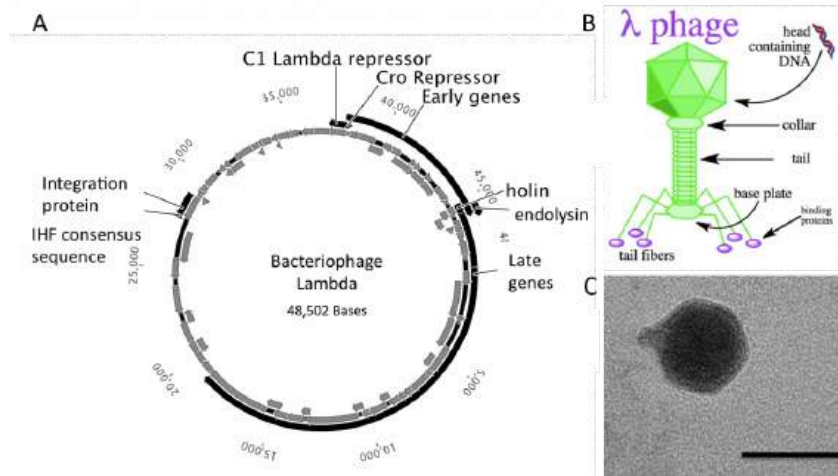 A
C1 Lambda repressor
Cro Repressor
Early genes
35,000
40,000
30,000
45,000
Integration
protein
holin
endolysin
IHF consensus
sequence
25,000
Bacteriophage
Lambda
48,502 Bases
Late
genes
20,000
5,000
15,000
10,000
B
λ phage
head
containing
DNA
collar
tail
base plate
binding
proteins
tail fibers
C